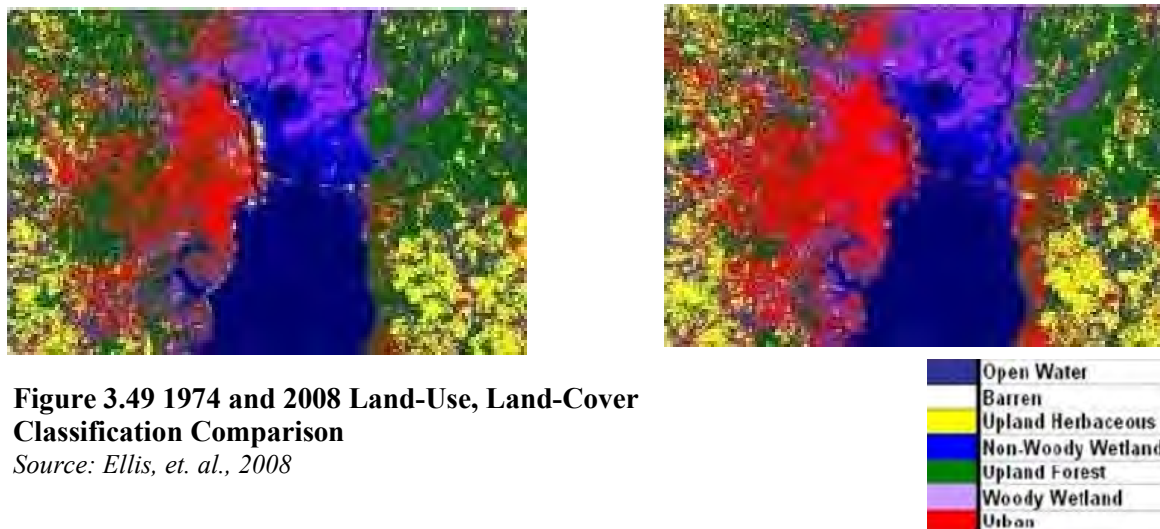 Figure 3.49 1974 and 2008 Land-Use, Land-Cover
Classification Comparison
Source: Ellis, et. al., 2008
Open Water
Barren
Upland Herbaceous
Non-Woody Wetland
Upland Forest
Woody Wetland
Urban